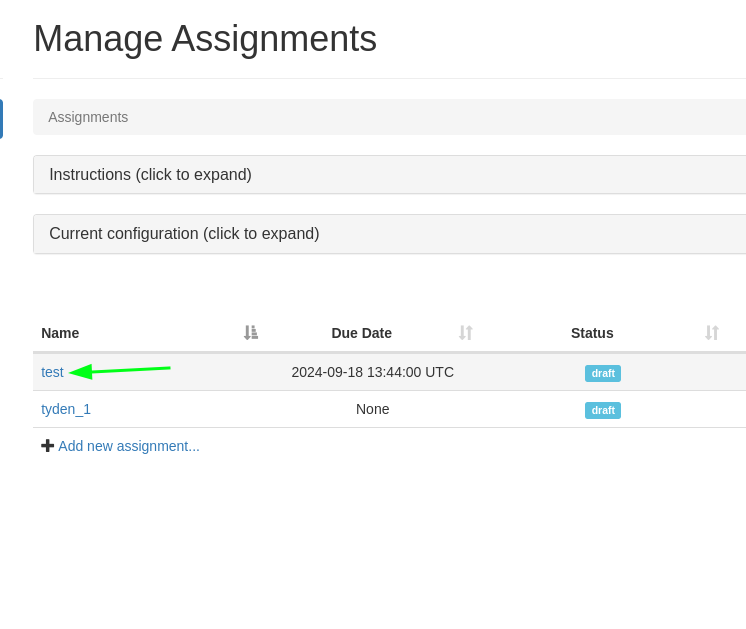 Manage Assignments
Assignments
Instructions (click to expand)
Current configuration (click to expand)
Name Due Date Status
test 2024-09-18 13:44:00 UTC draft
tyden_1 None draft
Add new assignment...